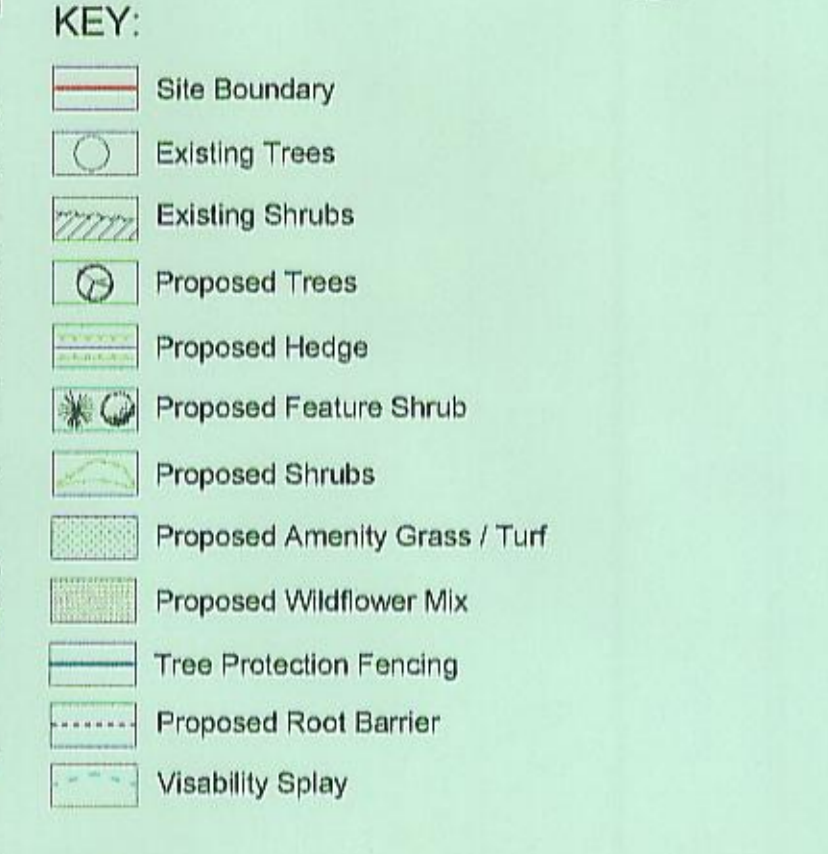 KEY:
Site Boundary
Existing Trees
Existing Shrubs
Proposed Trees
Proposed Hedge
Proposed Feature Shrub
Proposed Shrubs
Proposed Amenity Grass / Turf
Proposed Wildflower Mix
Tree Protection Fencing
Proposed Root Barrier
Visability Splay